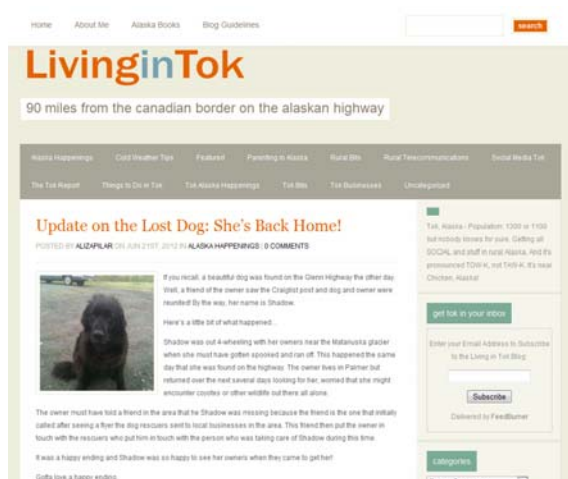 Home About Me Alaska Books Blog Guidelines
search
LivinginTok
90 miles from the canadian border on the alaskan highway
Alaska Happenings Cold Weather Tips Featured Parenting in Alaska Rural Bits Rural Telecommunications Social Media Tok
The Tok Report Things to Do in Tok Tok Alaska Happenings Tok Bits Tok Businesses Uncategorized
Update on the Lost Dog: She's Back Home!
POSTED BY ALIZAPILAR ON JUN 21ST, 2012 IN ALASKA HAPPENINGS | 0 COMMENTS
If you recall, a beautiful dog was found on the Glenn Highway the other day.
Well, a friend of the owner saw the Craiglist post and dog and owner were
reunited! By the way, her name is Shadow.
Here's a little bit of what happened...
Shadow was out 4-wheeling with her owners near the Matanuska glacier
when she must have gotten spooked and ran off. This happened the same
day that she was found on the highway. The owner lives in Palmer but
returned over the next several days looking for her, worried that she might
encounter coyotes or other wildlife out there all alone.
The owner must have told a friend in the area that he Shadow was missing because the friend is the one that initially
called after seeing a flyer the dog rescuers sent to local businesses in the area. This friend then put the owner in
touch with the rescuers who put him in touch with the person who was taking care of Shadow during this time.
It was a happy ending and Shadow was so happy to see her owners when they came to get her!
Gotta love a happy ending.
Tok, Alaska - Population: 1200 or 1100
but nobody knows for sure. Getting all
SOCIAL and stuff in rural Alaska. And it's
pronounced TOW-K, not TAW-K. It's near
Chicken, Alaska!
get tok in your inbox
Enter your Email Address to Subscribe
to the Living in Tok Blog:
Subscribe
Delivered by FeedBurner
categories